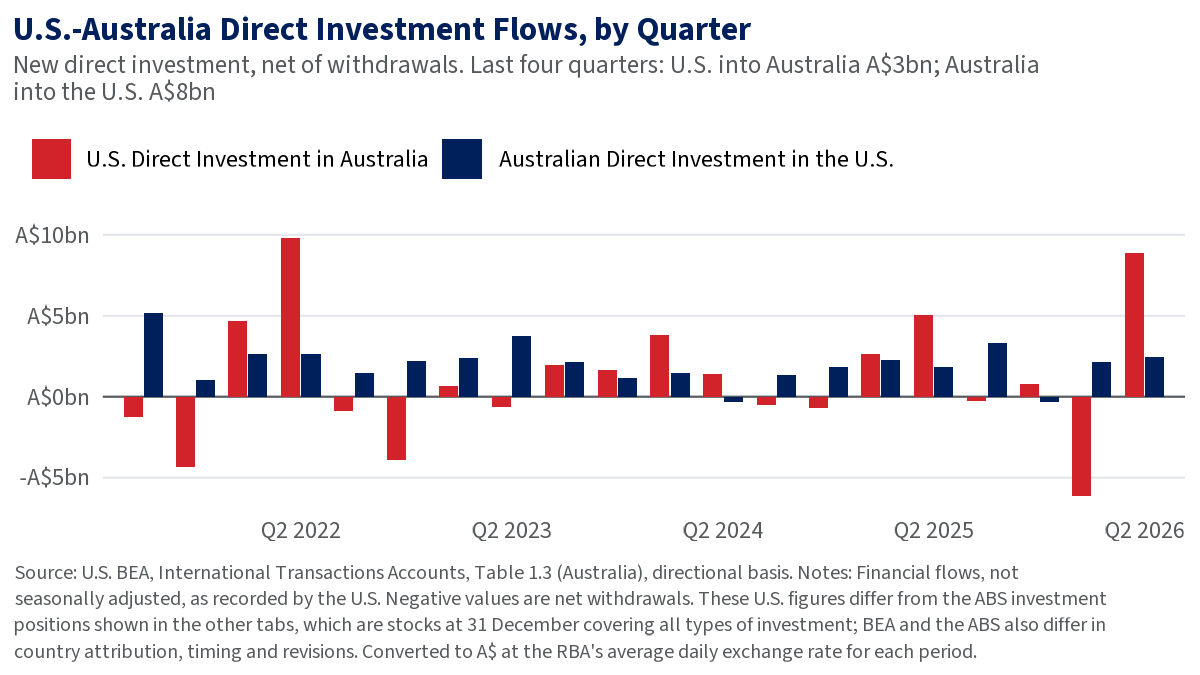 U.S.-Australia Direct Investment Flows, by Quarter
New direct investment, net of withdrawals. Last four quarters: U.S. into Australia A$3bn; Australia
into the U.S. A$8bn
U.S. Direct Investment in Australia
Australian Direct Investment in the U.S.
A$10bn
A$5bn
A$0bn
-A$5bn
Q2 2022
Q2 2023
Q2 2024
Q2 2025
Q2 2026
Source: U.S. BEA, International Transactions Accounts, Table 1.3 (Australia), directional basis. Notes: Financial flows, not
seasonally adjusted, as recorded by the U.S. Negative values are net withdrawals. These U.S. figures differ from the ABS investment
positions shown in the other tabs, which are stocks at 31 December covering all types of investment; BEA and the ABS also differ in
country attribution, timing and revisions. Converted to A$ at the RBA's average daily exchange rate for each period.